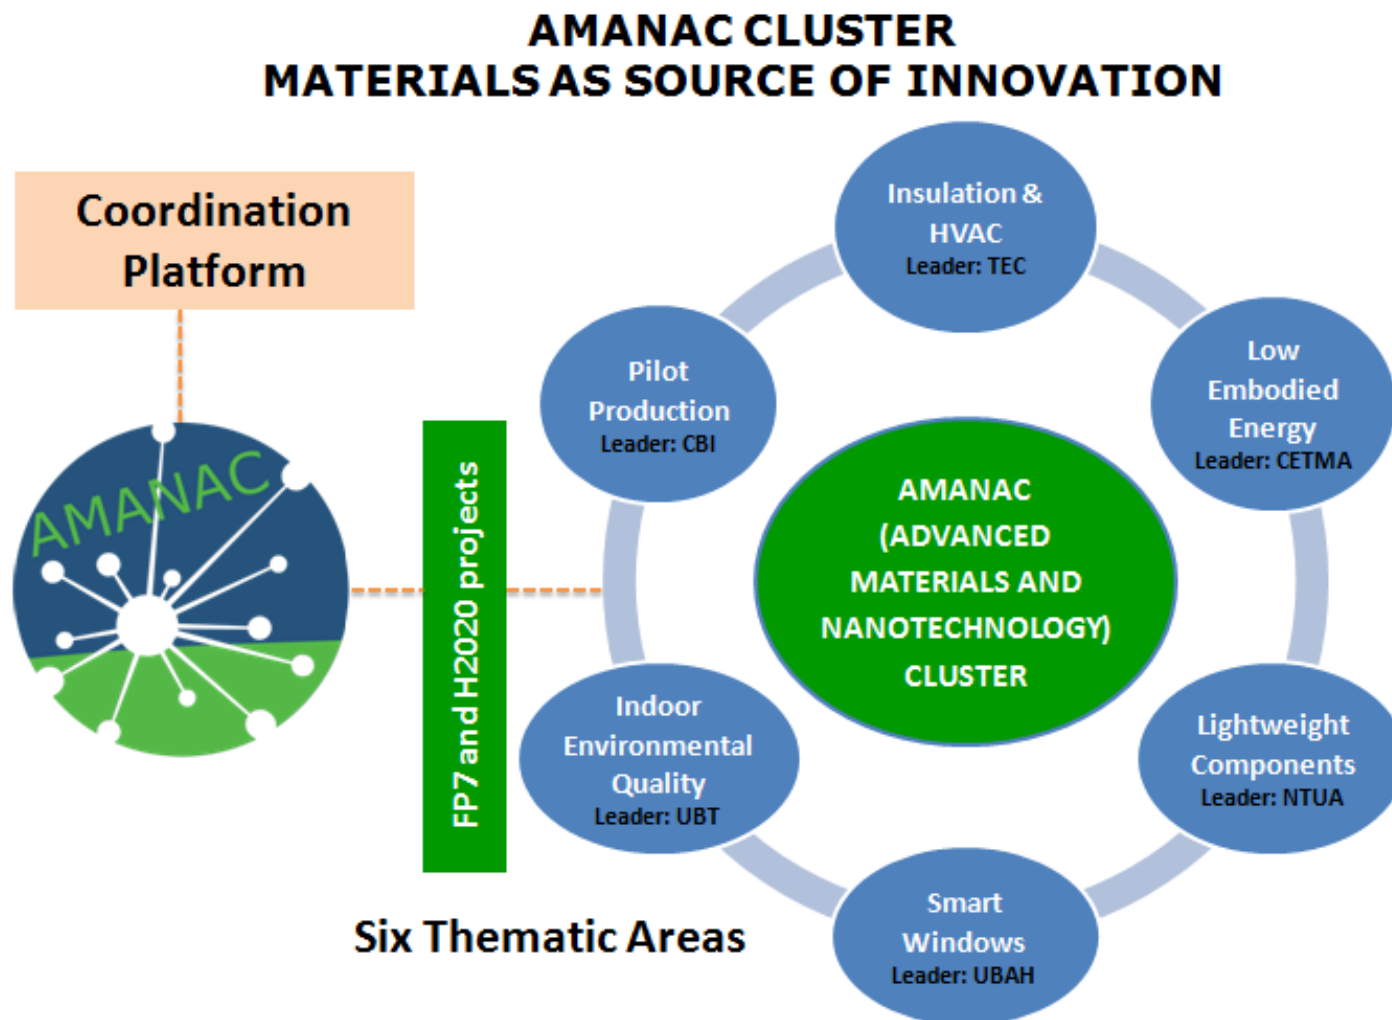 AMANAC CLUSTER
MATERIALS AS SOURCE OF INNOVATION
Coordination
Platform
AMANAC
FP7 and H2020 projects
Six Thematic Areas
Insulation &
HVAC
Leader: TEC
Low
Embodied
Energy
Leader: CETMA
Lightweight
Components
Leader: NTUA
Smart
Windows
Leader: UBAH
Indoor
Environmental
Quality
Leader: UBT
Pilot
Production
Leader: CBI
AMANAC
(ADVANCED
MATERIALS AND
NANOTECHNOLOGY)
CLUSTER